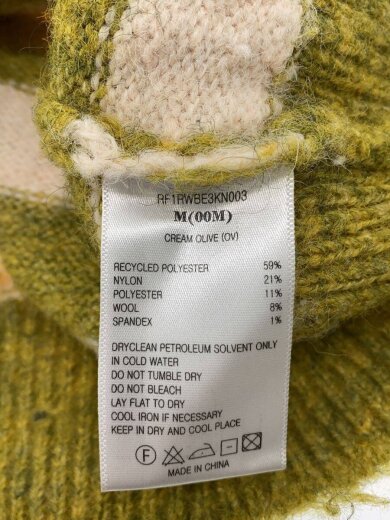 RF1RWBE3KN003
M(00M)
CREAM OLIVE (OV)
RECYCLED POLYESTER 59%
NYLON 21%
POLYESTER 11%
WOOL 8%
SPANDEX 1%
DRYCLEAN PETROLEUM SOLVENT ONLY
IN COLD WATER
DO NOT TUMBLE DRY
DO NOT BLEACH
LAY FLAT TO DRY
COOL IRON IF NECESSARY
KEEP IN DRY AND COOL PLACE
F
MADE IN CHINA